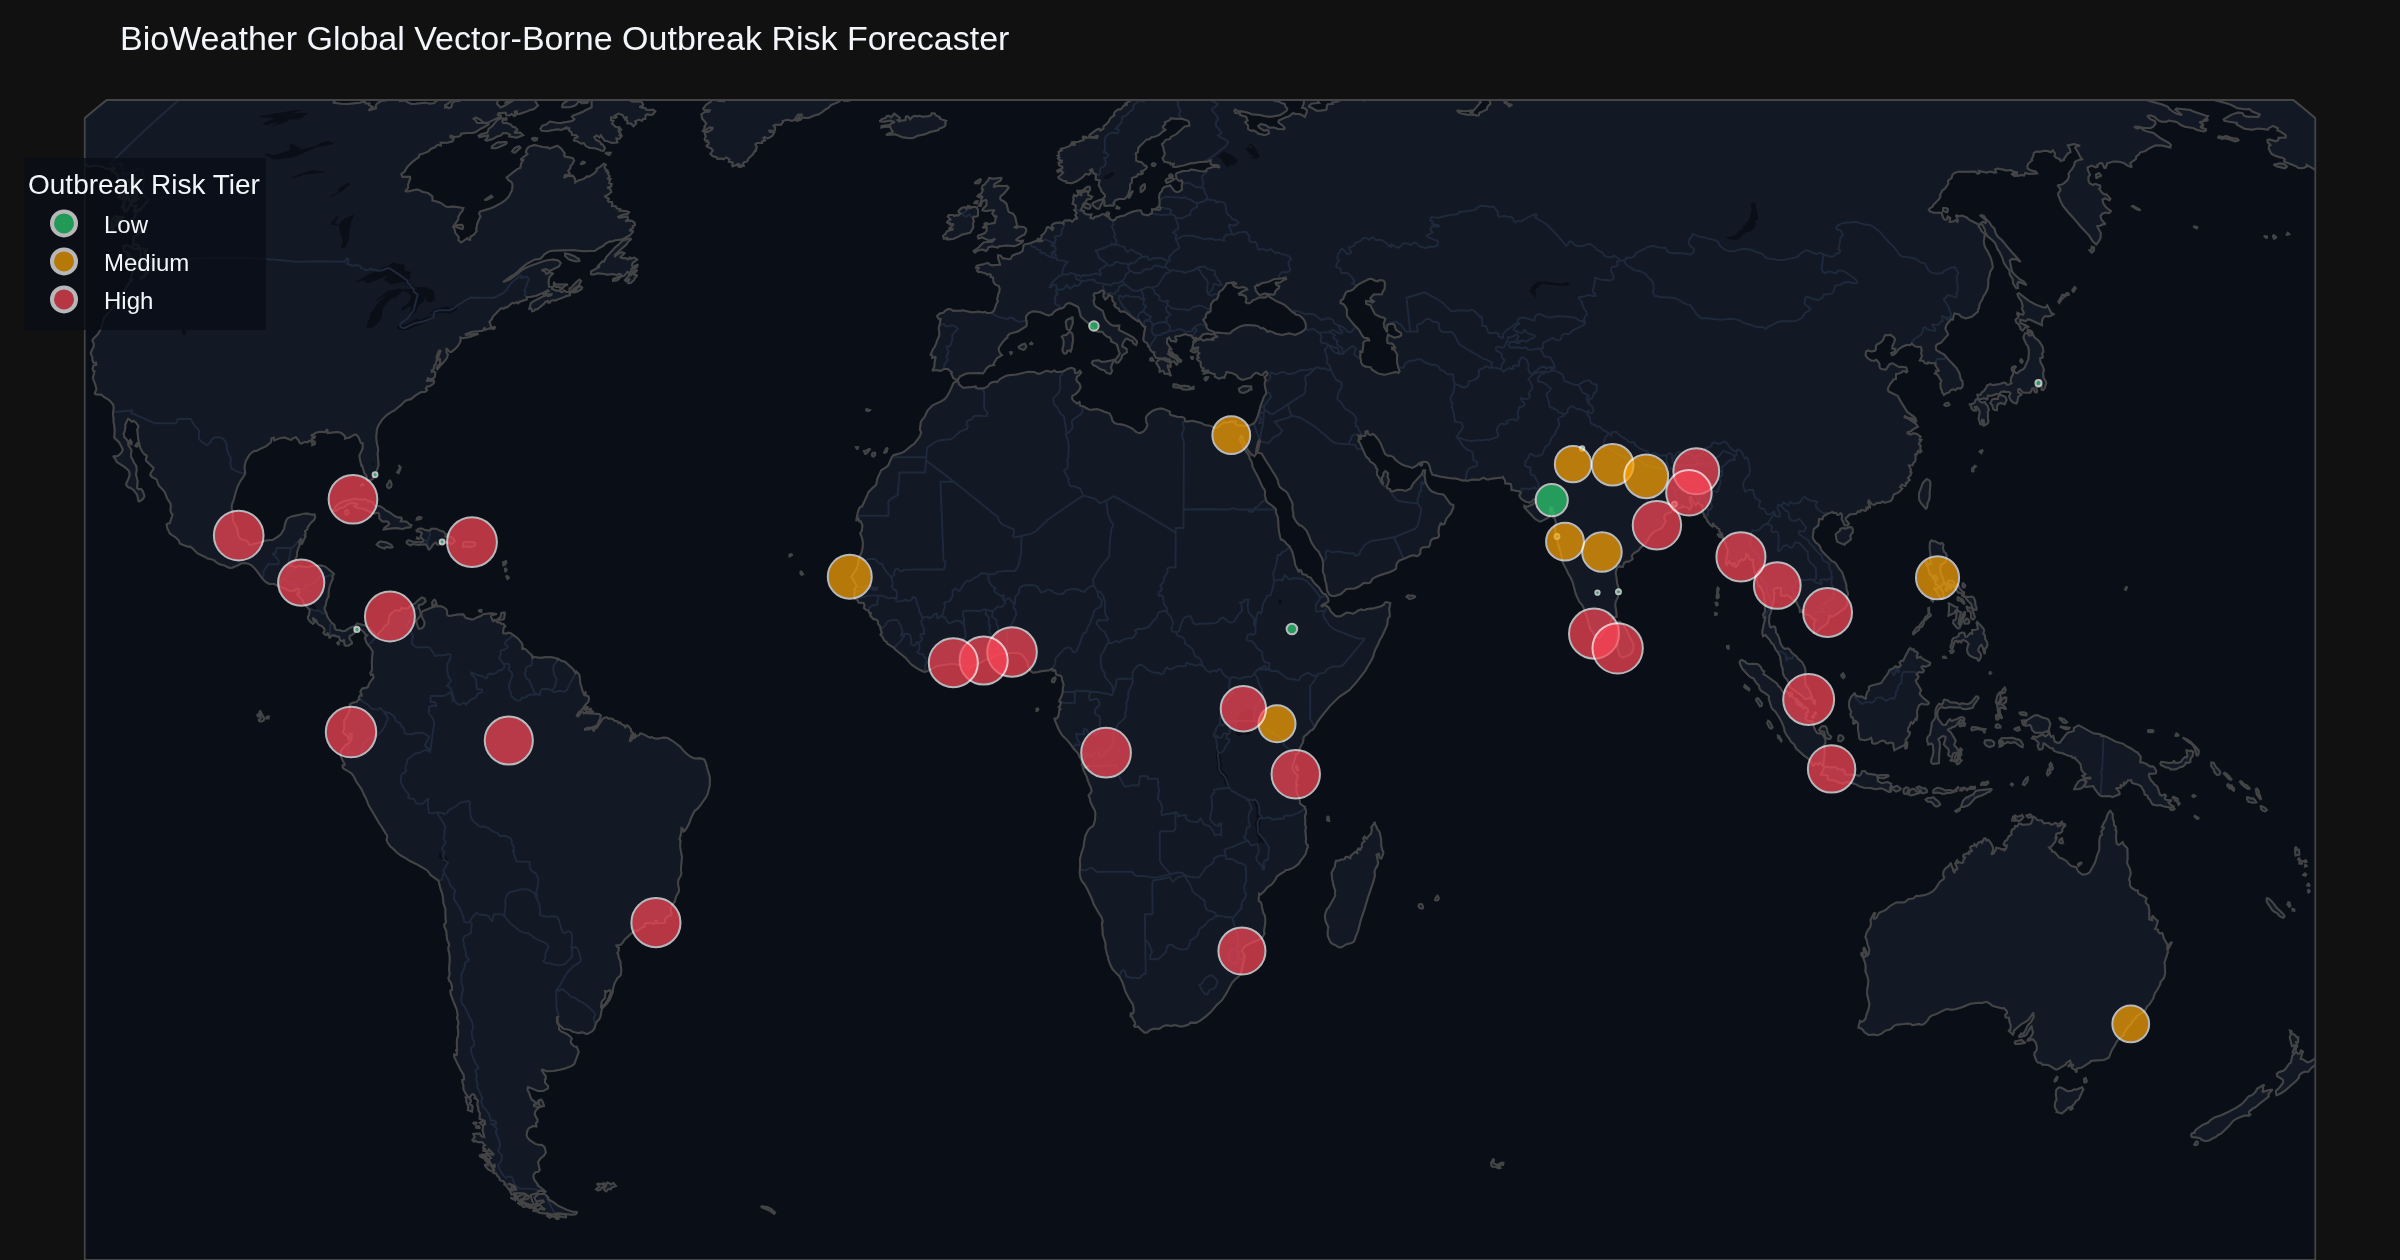 BioWeather Global Vector-Borne Outbreak Risk Forecaster
Outbreak Risk Tier
Low
Medium
High